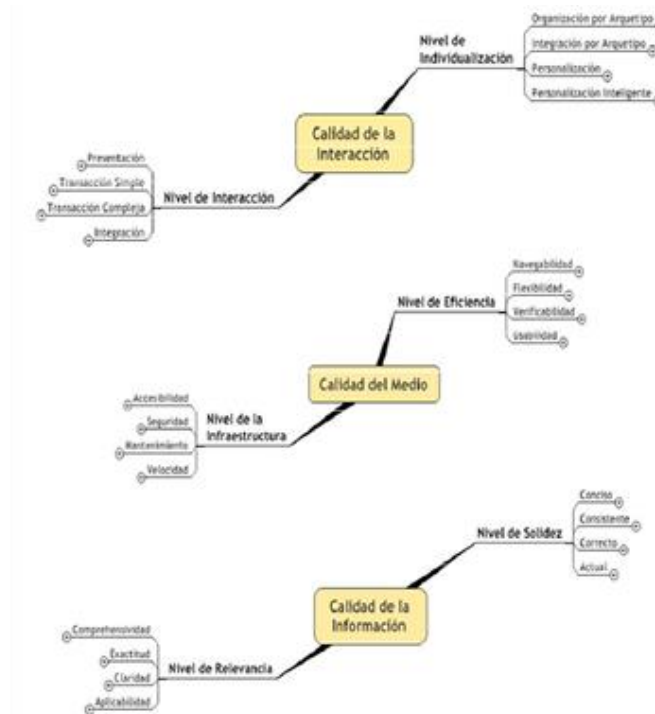 Organización por Arquetipo
Nivel de
Individualización
Integración por Arquetipo
Personalización
Personalización Inteligente
Calidad de la
Interacción
Presentación
Transacción Simple
Nivel de Interacción
Transacción Compleja
Integración
Navegabilidad
Nivel de Eficiencia
Flexibilidad
Verificabilidad
Usabilidad
Calidad del Medio
Accesibilidad
Nivel de la
Infraestructura
Seguridad
Mantenimiento
Velocidad
Conciso
Nivel de Solidez
Consistente
Correcto
Actual
Calidad de la
Información
Comprehensividad
Exactitud
Nivel de Relevancia
Claridad
Aplicabilidad